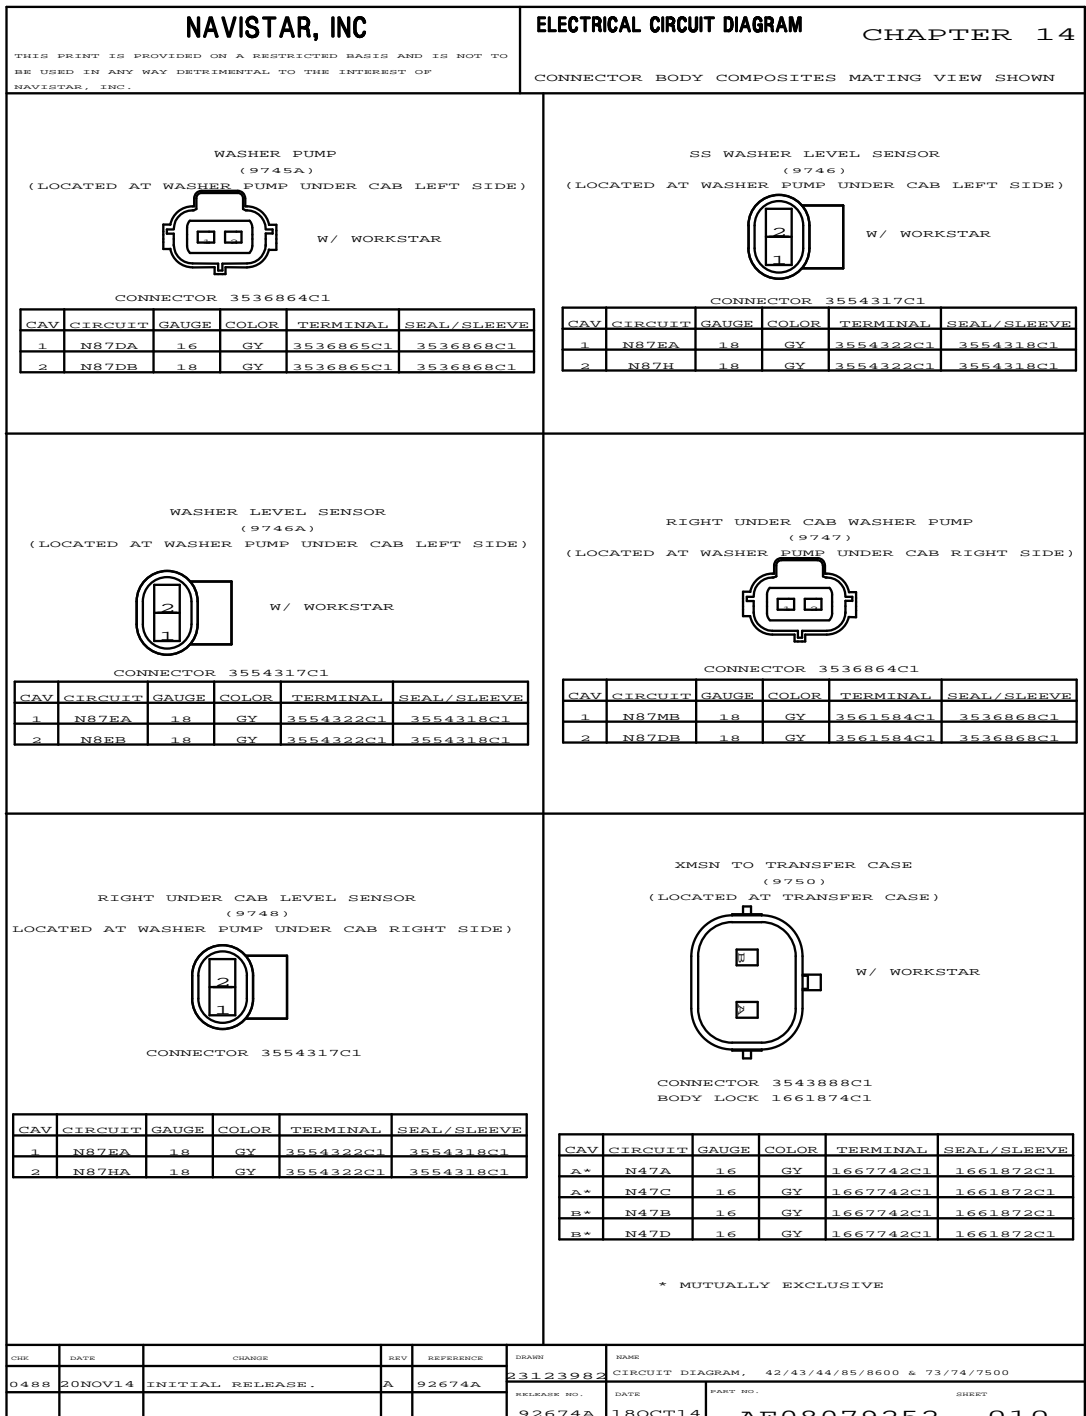 NAVISTAR, INC
THIS PRINT IS PROVIDED ON A RESTRICTED BASIS AND IS NOT TO
BE USED IN ANY WAY DETRIMENTAL TO THE INTEREST OF
NAVISTAR, INC.
ELECTRICAL CIRCUIT DIAGRAM
CHAPTER 14
CONNECTOR BODY COMPOSITES MATING VIEW SHOWN
WASHER PUMP
(9745A)
(LOCATED AT WASHER PUMP UNDER CAB LEFT SIDE)
1 2
W/ WORKSTAR
CONNECTOR 3536864C1
CAV CIRCUIT GAUGE COLOR TERMINAL SEAL/SLEEVE
1 N87DA 16 GY 3536865C1 3536868C1
2 N87DB 18 GY 3536865C1 3536868C1
SS WASHER LEVEL SENSOR
(9746)
(LOCATED AT WASHER PUMP UNDER CAB LEFT SIDE)
2
1
W/ WORKSTAR
CONNECTOR 3554317C1
CAV CIRCUIT GAUGE COLOR TERMINAL SEAL/SLEEVE
1 N87EA 18 GY 3554322C1 3554318C1
2 N87H 18 GY 3554322C1 3554318C1
WASHER LEVEL SENSOR
(9746A)
(LOCATED AT WASHER PUMP UNDER CAB LEFT SIDE)
2
1
W/ WORKSTAR
CONNECTOR 3554317C1
CAV CIRCUIT GAUGE COLOR TERMINAL SEAL/SLEEVE
1 N87EA 18 GY 3554322C1 3554318C1
2 N8EB 18 GY 3554322C1 3554318C1
RIGHT UNDER CAB WASHER PUMP
(9747)
(LOCATED AT WASHER PUMP UNDER CAB RIGHT SIDE)
1 2
CONNECTOR 3536864C1
CAV CIRCUIT GAUGE COLOR TERMINAL SEAL/SLEEVE
1 N87MB 18 GY 3561584C1 3536868C1
2 N87DB 18 GY 3561584C1 3536868C1
RIGHT UNDER CAB LEVEL SENSOR
(9748)
LOCATED AT WASHER PUMP UNDER CAB RIGHT SIDE)
2
1
CONNECTOR 3554317C1
CAV CIRCUIT GAUGE COLOR TERMINAL SEAL/SLEEVE
1 N87EA 18 GY 3554322C1 3554318C1
2 N87HA 18 GY 3554322C1 3554318C1
XMSN TO TRANSFER CASE
(9750)
(LOCATED AT TRANSFER CASE)
B
A
W/ WORKSTAR
CONNECTOR 3543888C1
BODY LOCK 1661874C1
CAV CIRCUIT GAUGE COLOR TERMINAL SEAL/SLEEVE
A* N47A 16 GY 1667742C1 1661872C1
A* N47C 16 GY 1667742C1 1661872C1
B* N47B 16 GY 1667742C1 1661872C1
B* N47D 16 GY 1667742C1 1661872C1
* MUTUALLY EXCLUSIVE
CHK DATE CHANGE REV REFERENCE
0488 20NOV14 INITIAL RELEASE. A 92674A
DRAWN
23123982
NAME
CIRCUIT DIAGRAM, 42/43/44/85/8600 & 73/74/7500
RELEASE NO. DATE PART NO. SHEET
92674A 18OCT14